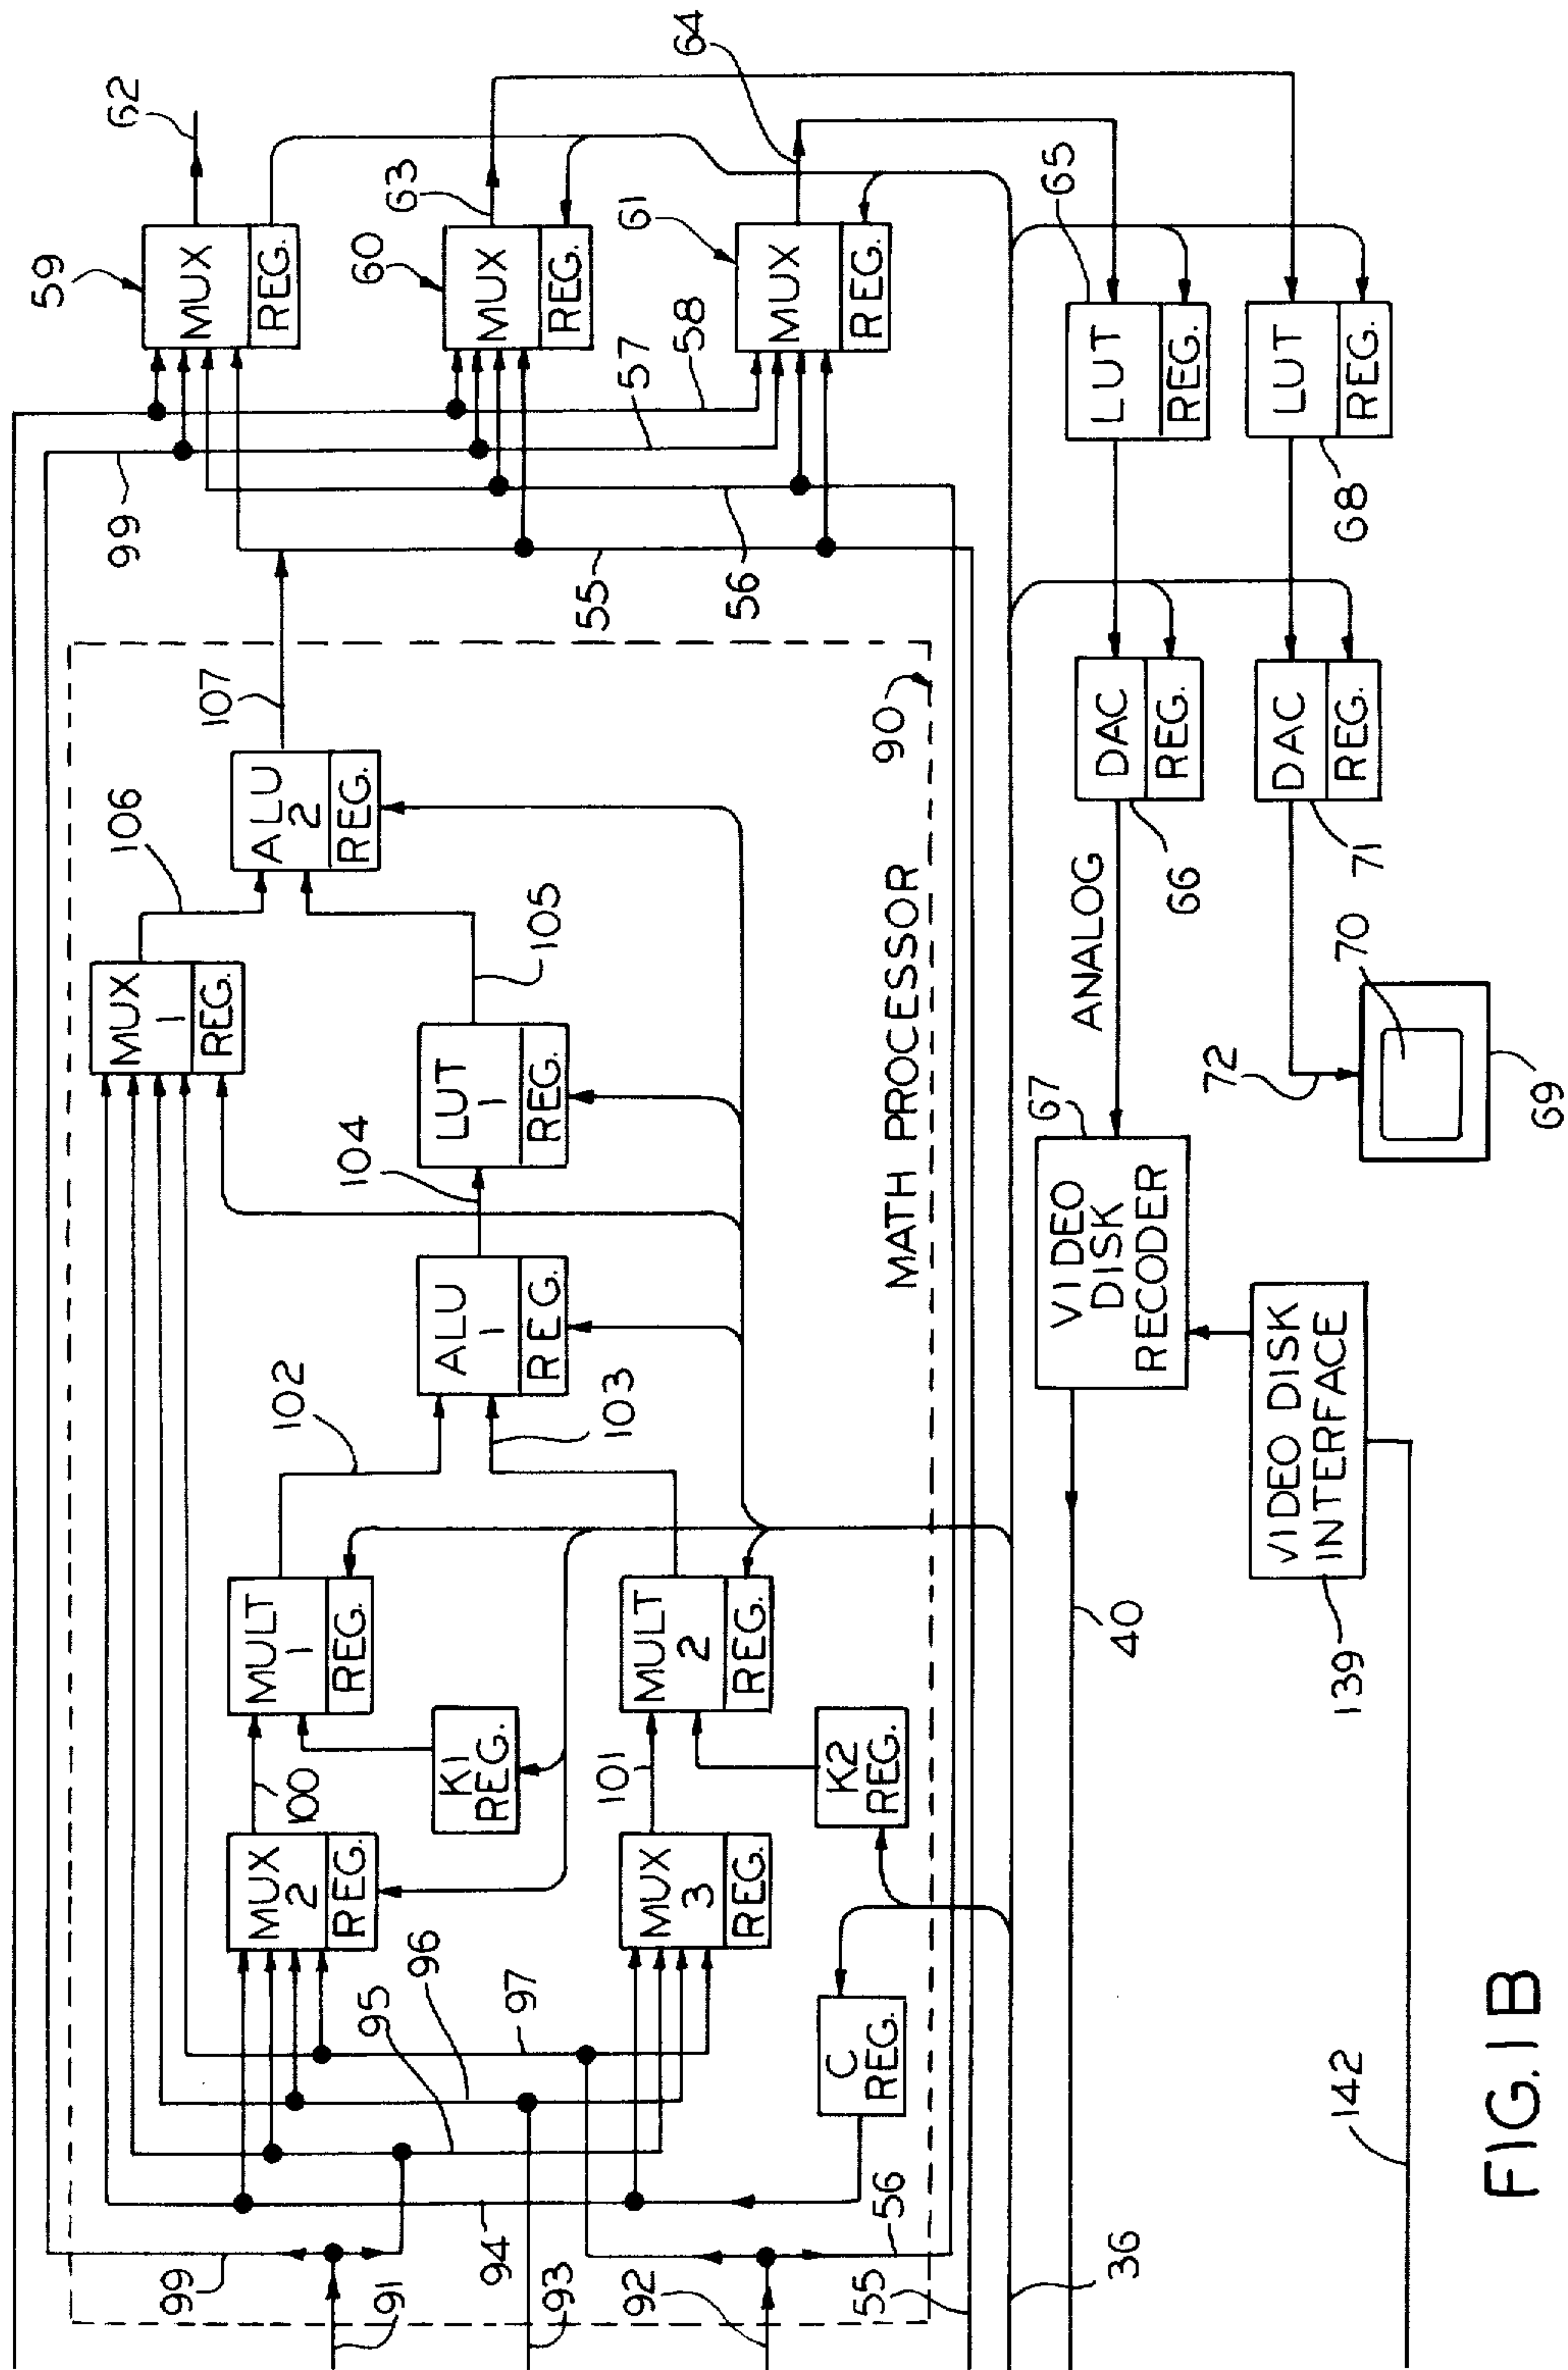 62
59
MUX
REG.
99
63
60
MUX
REG.
57
58
64
61
MUX
REG.
107
55
56
106
ALU
2
REG.
90
MUX
1
REG.
105
LUT
1
REG.
104
ALU
1
REG.
102
103
MATH PROCESSOR
MULT
1
REG.
K1
REG.
100
MUX
2
REG.
MULT
2
REG.
101
K2
REG.
MUX
3
REG.
95
96
97
C
REG.
94
99
91
93
92
56
55
36
65
LUT
REG.
LUT
REG.
68
DAC
REG.
66
DAC
REG.
71
ANALOG
70
72
69
67
VIDEO
DISK
RECODER
40
VIDEO DISK
INTERFACE
139
142
FIG.1B